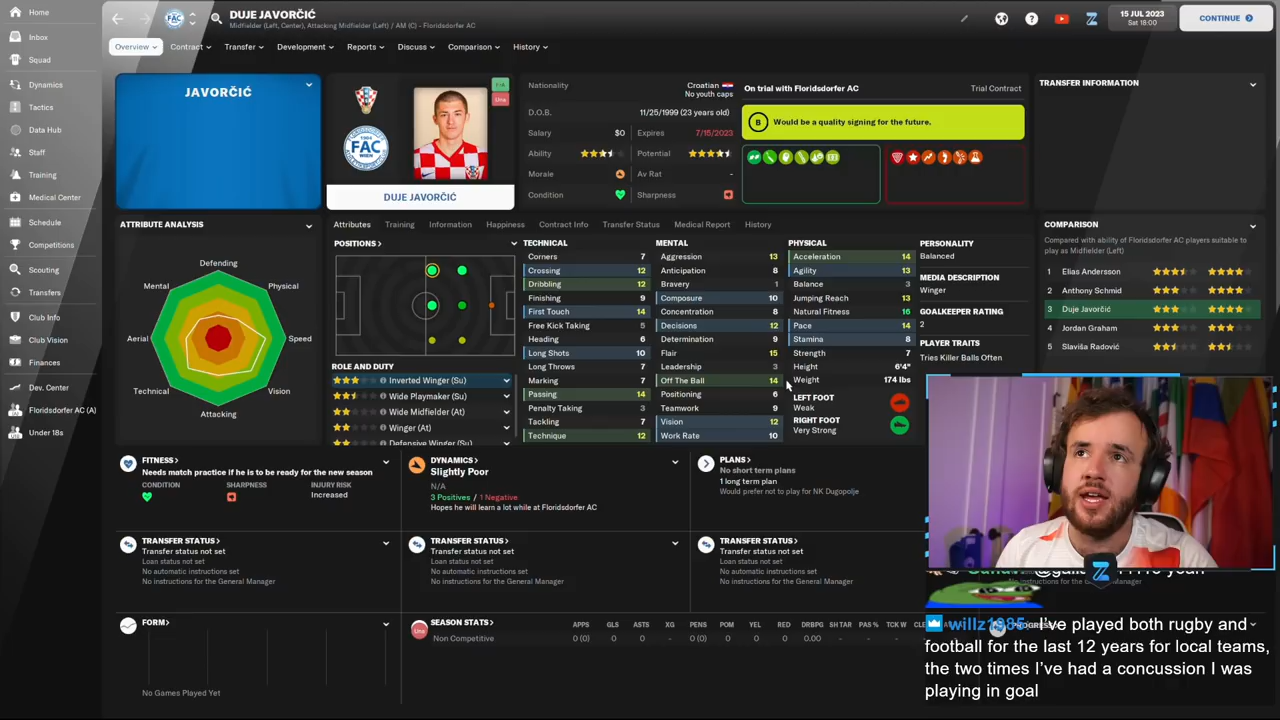 Home
Inbox
Squad
Dynamics
Tactics
Data Hub
Staff
Training
Medical Center
Schedule
Competitions
Scouting
Transfers
Club Info
Club Vision
Finances
Dev. Center
Floridsdorfer AC (A)
Under 18s
DUJE JAVORČIĆ
Midfielder (Left, Center), Attacking Midfielder (Left) / AM (C) - Floridsdorfer AC
15 JUL 2023
Sat 18:00
CONTINUE
Overview
Contract
Transfer
Development
Reports
Discuss
Comparison
History
JAVORČIĆ
DUJE JAVORČIĆ
Nationality
Croatian
No youth caps
D.O.B.
11/25/1999 (23 years old)
Salary
$0
Expires
7/15/2023
Ability
Potential
Morale
Av Rat
-
Condition
Sharpness
On trial with Floridsdorfer AC
Trial Contract
B
Would be a quality signing for the future.
TRANSFER INFORMATION
ATTRIBUTE ANALYSIS
Defending
Mental
Physical
Aerial
Speed
Technical
Vision
Attacking
Attributes
Training
Information
Happiness
Contract Info
Transfer Status
Medical Report
History
POSITIONS
ROLE AND DUTY
Inverted Winger (Su)
Wide Playmaker (Su)
Wide Midfielder (At)
Winger (At)
Defensive Winger (Su)
TECHNICAL
Corners 7
Crossing 12
Dribbling 12
Finishing 9
First Touch 14
Free Kick Taking 5
Heading 6
Long Shots 10
Long Throws 7
Marking 7
Passing 14
Penalty Taking 3
Tackling 7
Technique 12
MENTAL
Aggression 13
Anticipation 8
Bravery 1
Composure 10
Concentration 8
Decisions 12
Determination 9
Flair 15
Leadership 3
Off The Ball 14
Positioning 6
Teamwork 9
Vision 12
Work Rate 10
PHYSICAL
Acceleration 14
Agility 13
Balance 3
Jumping Reach 13
Natural Fitness 16
Pace 14
Stamina 8
Strength 7
Height 6'4"
Weight 174 lbs
LEFT FOOT
Weak
RIGHT FOOT
Very Strong
PERSONALITY
Balanced
MEDIA DESCRIPTION
Winger
GOALKEEPER RATING
2
PLAYER TRAITS
Tries Killer Balls Often
COMPARISON
Compared with ability of Floridsdorfer AC players suitable to
play as Midfielder (Left)
1 Elias Andersson
2 Anthony Schmid
3 Duje Javorčić
4 Jordan Graham
5 Slaviša Radović
FITNESS
Needs match practice if he is to be ready for the new season
CONDITION
SHARPNESS
INJURY RISK
Increased
DYNAMICS
Slightly Poor
N/A
3 Positives / 1 Negative
Hopes he will learn a lot while at Floridsdorfer AC
PLANS
No short term plans
1 long term plan
Would prefer not to play for NK Dugopolje
TRANSFER STATUS
Transfer status not set
Loan status not set
No automatic instructions set
No instructions for the General Manager
TRANSFER STATUS
Transfer status not set
Loan status not set
No automatic instructions set
No instructions for the General Manager
TRANSFER STATUS
Transfer status not set
Loan status not set
No automatic instructions set
No instructions for the General Manager
FORM
No Games Played Yet
SEASON STATS
APPS GLS ASTS XG PENS POM YEL RED DRBPG SH TAR PAS % TCK W
Non Competitive
0 (0) 0 0 - 0 (0) 0 0 0 0.00 - - -
willz1985: I've played both rugby and
football for the last 12 years for local teams,
the two times I've had a concussion I was
playing in goal